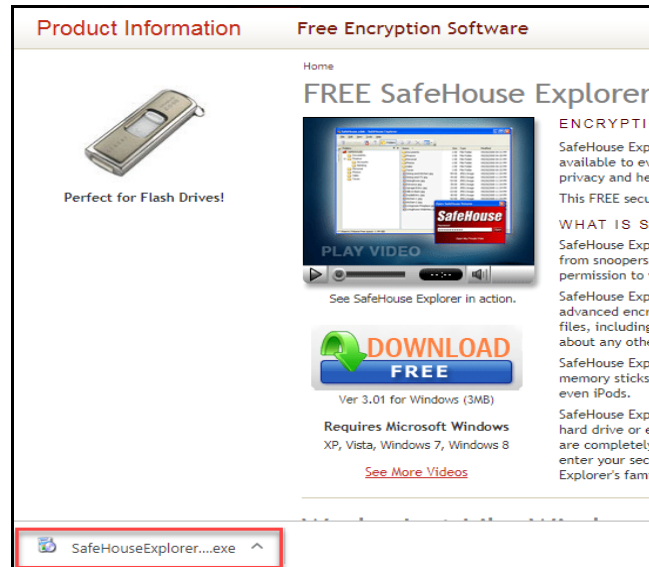 Product Information
Free Encryption Software
Home
FREE SafeHouse Explorer
Perfect for Flash Drives!
SafeHouse
PLAY VIDEO
See SafeHouse Explorer in action.
DOWNLOAD
FREE
Ver 3.01 for Windows (3MB)
Requires Microsoft Windows
XP, Vista, Windows 7, Windows 8
See More Videos
ENCRYPTI
SafeHouse Exp
available to ev
privacy and he
This FREE secu
WHAT IS S
SafeHouse Exp
from snoopers
permission to
SafeHouse Exp
advanced encr
files, including
about any othe
SafeHouse Exp
memory sticks
even iPods.
SafeHouse Exp
hard drive or e
are completely
enter your sec
Explorer's fam
SafeHouseExplorer....exe